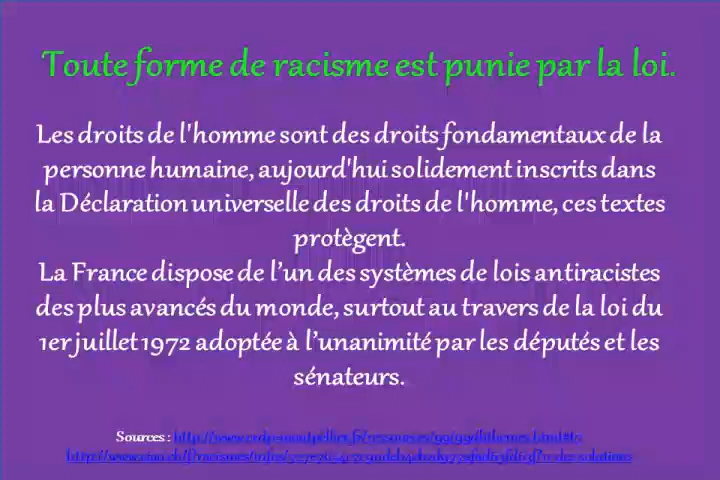 Toute forme de racisme est punie par la loi.
Les droits de l'homme sont des droits fondamentaux de la
personne humaine, aujourd'hui solidement inscrits dans
la Déclaration universelle des droits de l'homme, ces textes
protègent.
La France dispose de l’un des systèmes de lois antiracistes
des plus avancés du monde, surtout au travers de la loi du
1er juillet 1972 adoptée à l’unanimité par les députés et les
sénateurs.
Sources :